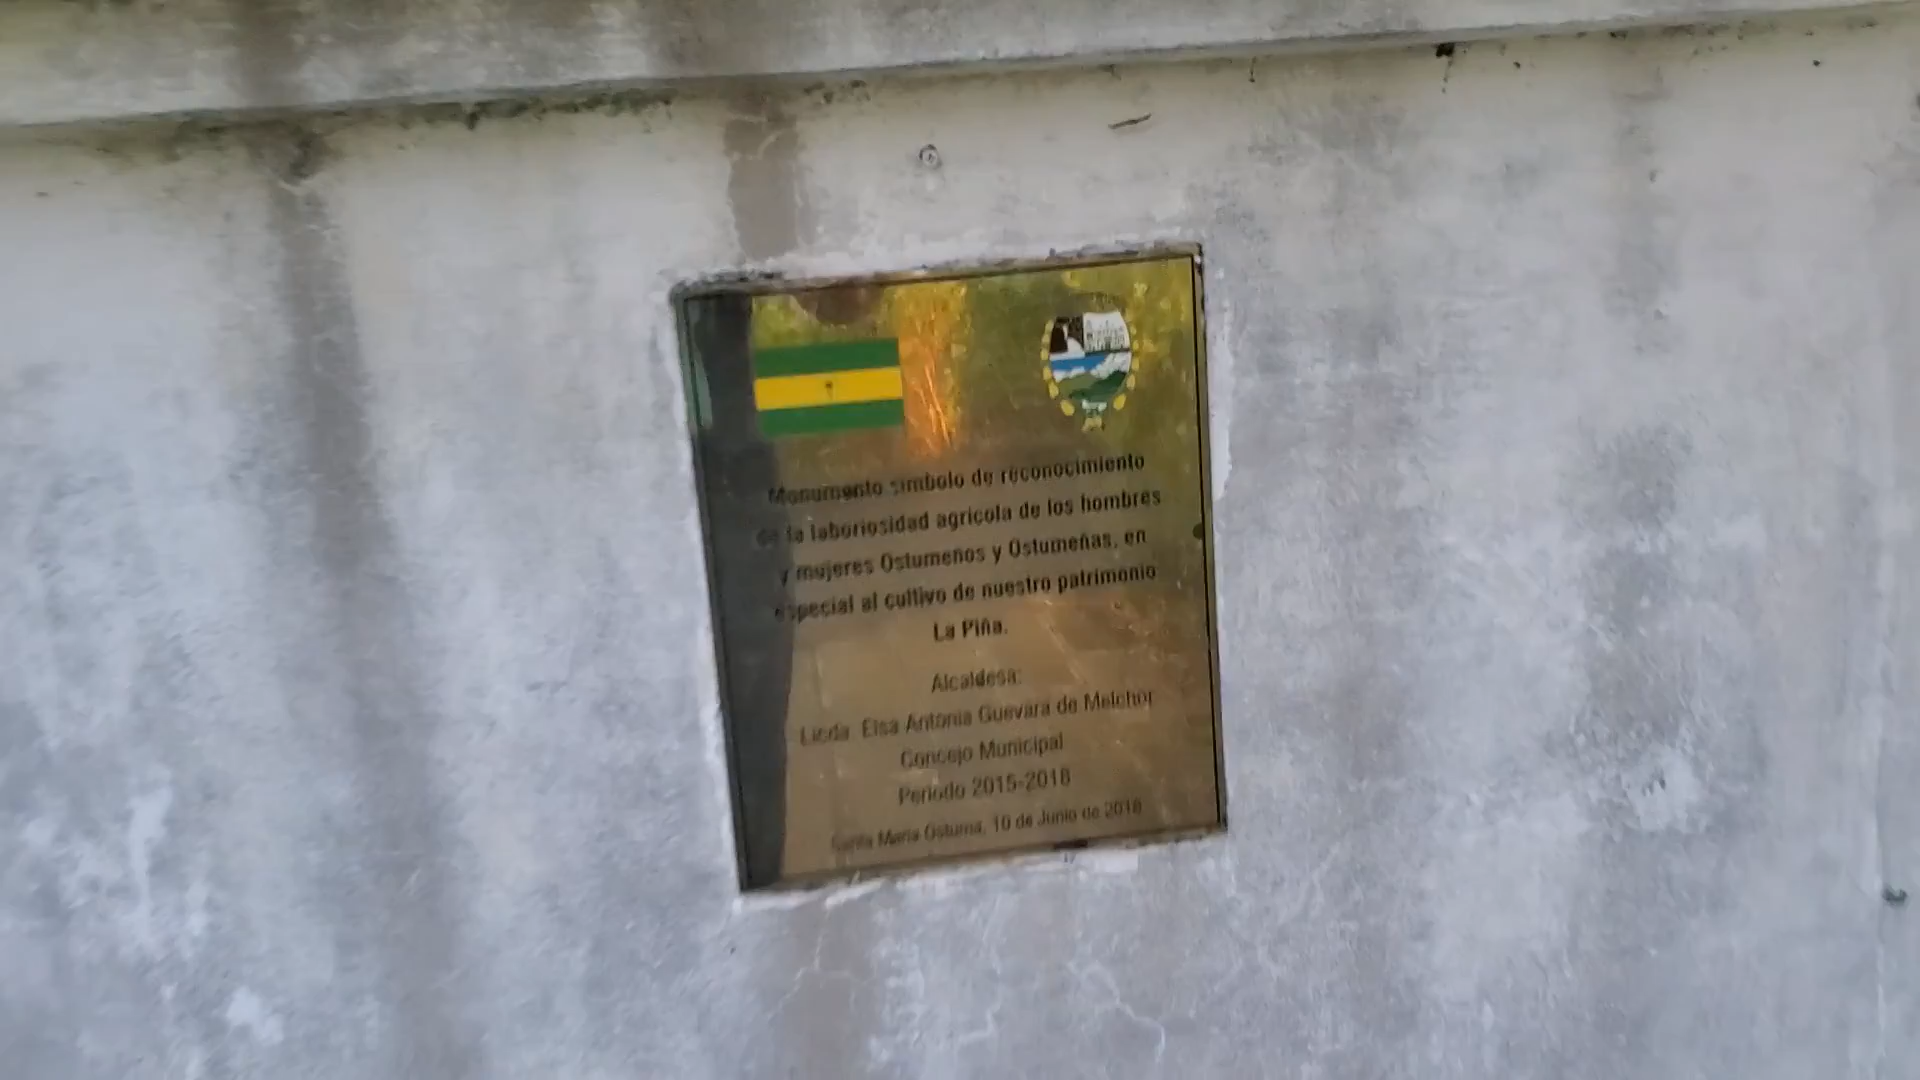 Monumento símbolo de reconocimiento
de la laboriosidad agrícola de los hombres
y mujeres Ostumeños y Ostumeñas, en
especial al cultivo de nuestro patrimonio
La Piña.
Alcaldesa:
Licda. Elsa Antonia Guevara de Melchor
Concejo Municipal
Período 2015-2018
Santa María Ostuma, 10 de Junio de 2018